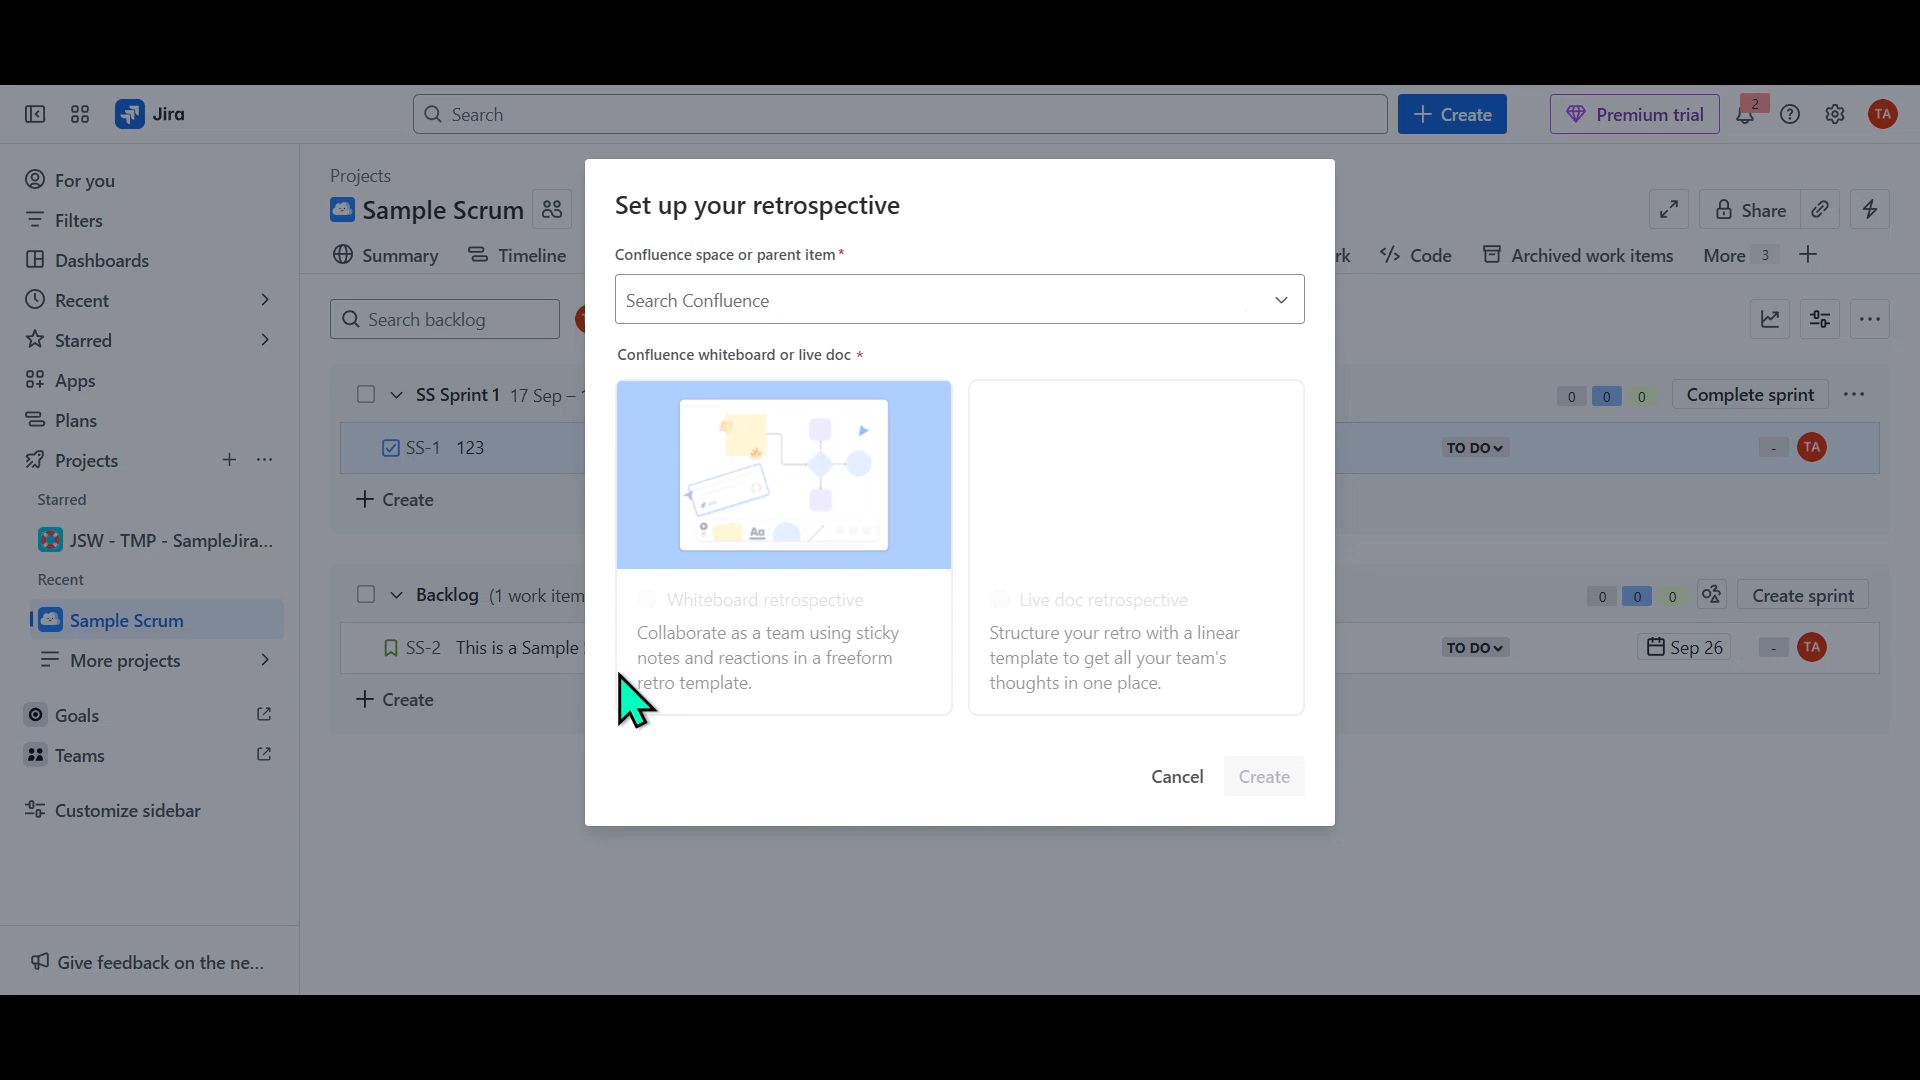 Jira
Search
Create
Premium trial
2
TA
For you
Filters
Dashboards
Recent
Starred
Apps
Plans
Projects
Starred
JSW - TMP - SampleJira...
Recent
Sample Scrum
More projects
Goals
Teams
Customize sidebar
Give feedback on the ne...
Projects
Sample Scrum
Share
Summary
Timeline
rk
Code
Archived work items
More 3
Search backlog
SS Sprint 1 17 Sep –
0 0 0
Complete sprint
SS-1 123
TO DO
-
TA
Create
Backlog (1 work item
0 0 0
Create sprint
SS-2 This is a Sample
TO DO
Sep 26
-
TA
Create
Set up your retrospective
Confluence space or parent item*
Search Confluence
Confluence whiteboard or live doc *
Aa
Whiteboard retrospective
Collaborate as a team using sticky
notes and reactions in a freeform
retro template.
Live doc retrospective
Structure your retro with a linear
template to get all your team's
thoughts in one place.
Cancel
Create